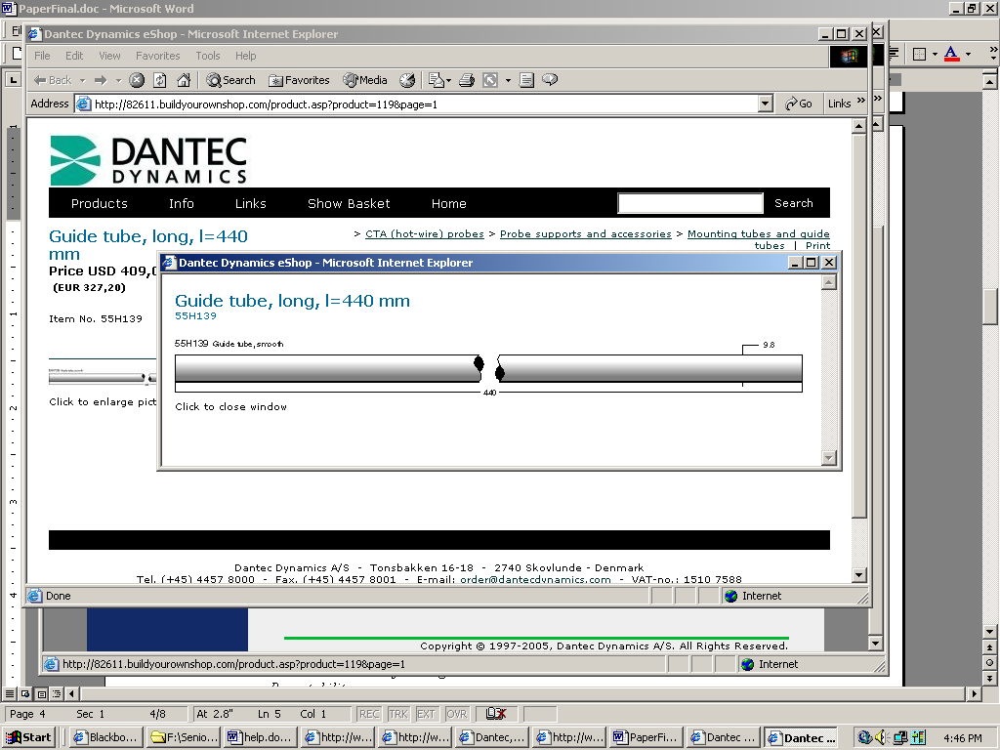 PaperFinal.doc - Microsoft Word
Dantec Dynamics eShop - Microsoft Internet Explorer
File Edit View Favorites Tools Help
Back Search Favorites Media
Address http://82611.buildyourownshop.com/product.asp?product=119&page=1 Go Links »
DANTEC
DYNAMICS
Products Info Links Show Basket Home Search
Guide tube, long, l=440
mm
> CTA (hot-wire) probes > Probe supports and accessories > Mounting tubes and guide
tubes | Print
Price USD 409,
(EUR 327,20)
Item No. 55H139
Click to enlarge pict
Dantec Dynamics eShop - Microsoft Internet Explorer
Guide tube, long, l=440 mm
55H139
55H139 Guide tube, smooth
9.8
440
Click to close window
Dantec Dynamics A/S - Tonsbakken 16-18 - 2740 Skovlunde - Denmark
Tel. (+45) 4457 8000 - Fax. (+45) 4457 8001 - E-mail: order@dantecdynamics.com - VAT-no.: 1510 7588
Done Internet
Copyright © 1997-2005, Dantec Dynamics A/S. All Rights Reserved.
http://82611.buildyourownshop.com/product.asp?product=119&page=1 Internet
Page 4 Sec 1 4/8 At 2.8" Ln 5 Col 1 REC TRK EXT OVR
Start Blackbo... F:\Senio... help.do... http://w... http://w... Dantec,... http://w... PaperFi... Dantec ... Dantec ... 4:46 PM